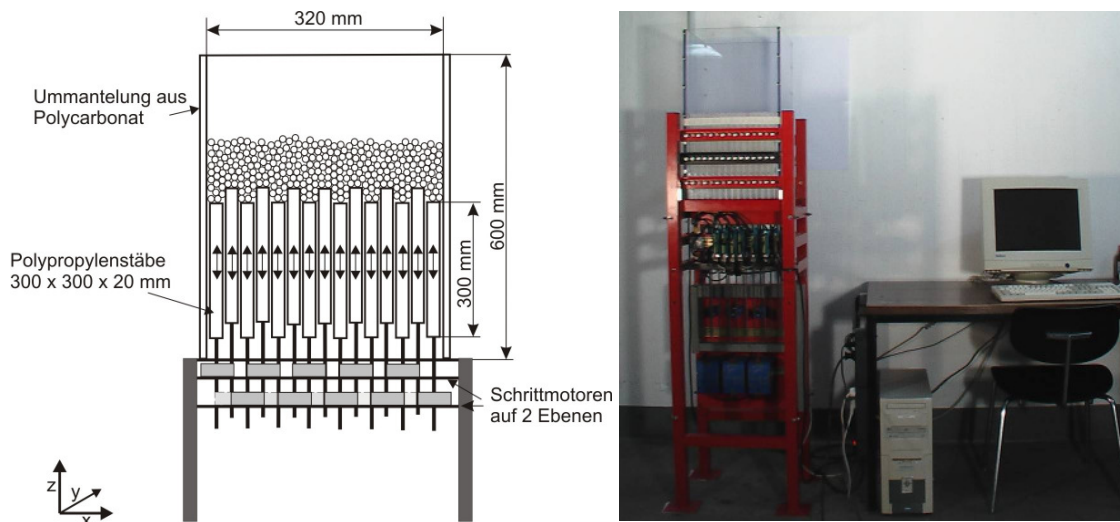 320 mm
Ummantelung aus
Polycarbonat
600 mm
300 mm
Polypropylenstäbe
300 x 300 x 20 mm
Schrittmotoren
auf 2 Ebenen
z
y
x